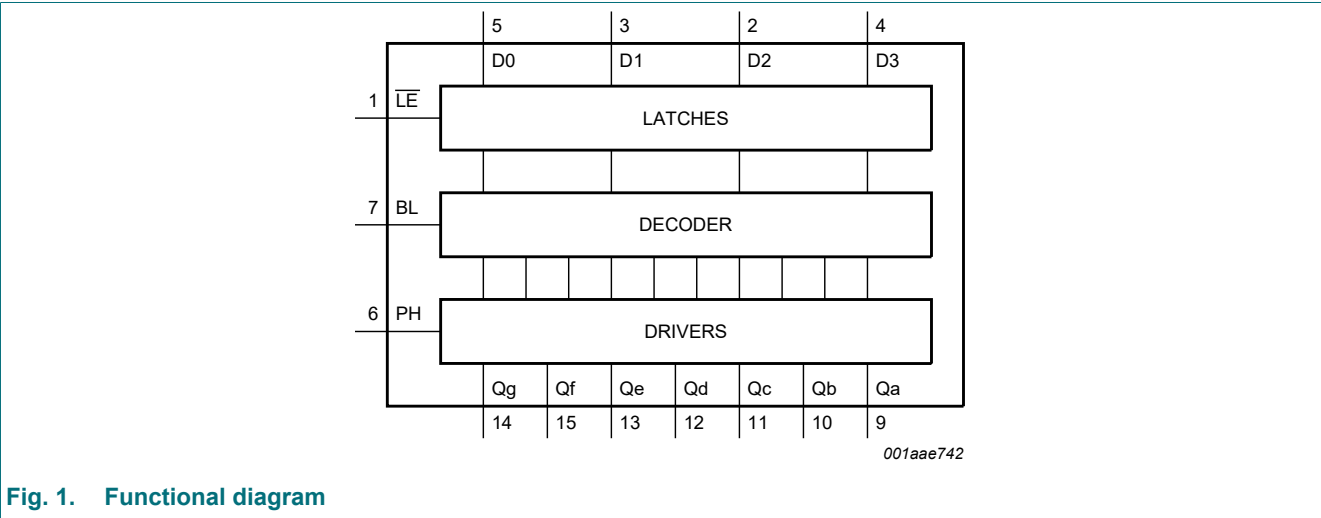 5 3 2 4
D0 D1 D2 D3
1 L̅E̅
LATCHES
7 BL
DECODER
6 PH
DRIVERS
Qg Qf Qe Qd Qc Qb Qa
14 15 13 12 11 10 9
001aae742
Fig. 1. Functional diagram